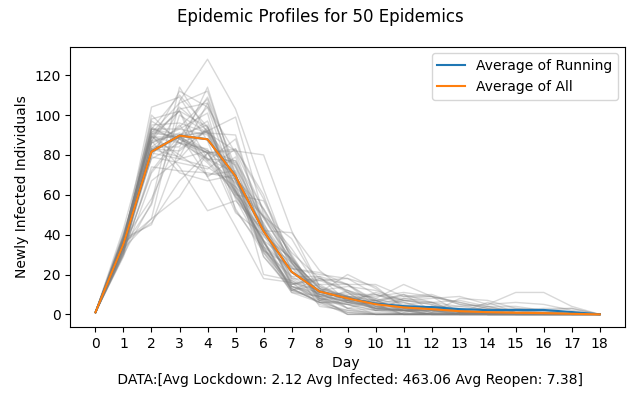 Epidemic Profiles for 50 Epidemics
Average of Running
Average of All
Newly Infected Individuals
120
100
80
60
40
20
0
0 1 2 3 4 5 6 7 8 9 10 11 12 13 14 15 16 17 18
Day
DATA:[Avg Lockdown: 2.12 Avg Infected: 463.06 Avg Reopen: 7.38]